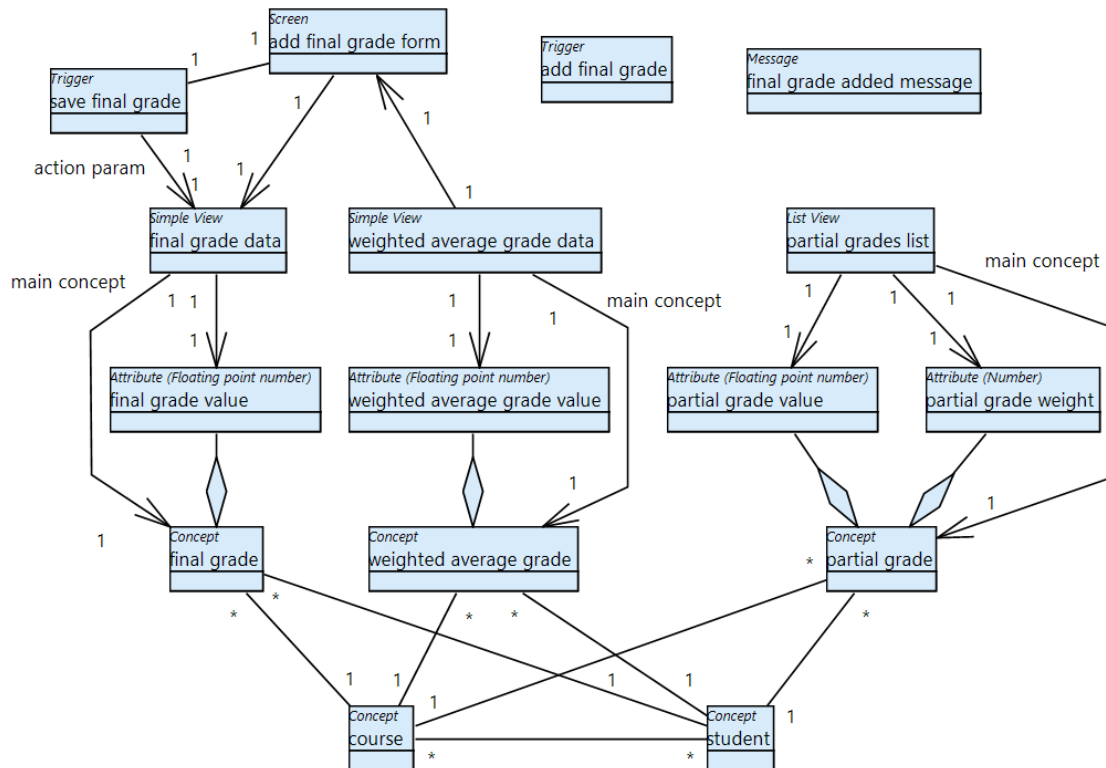 Screen
add final grade form
1
1
Trigger
save final grade
Trigger
add final grade
Message
final grade added message
1
1
action param
1
1
1
1
Simple View
final grade data
Simple View
weighted average grade data
List View
partial grades list
main concept
main concept
main concept
1
1
1
1
1
1
1
1
1
1
1
Attribute (Floating point number)
final grade value
Attribute (Floating point number)
weighted average grade value
Attribute (Floating point number)
partial grade value
Attribute (Number)
partial grade weight
1
1
1
Concept
final grade
Concept
weighted average grade
Concept
partial grade
*
*
*
*
*
*
1
1
1
1
1
1
Concept
course
Concept
student
*
*